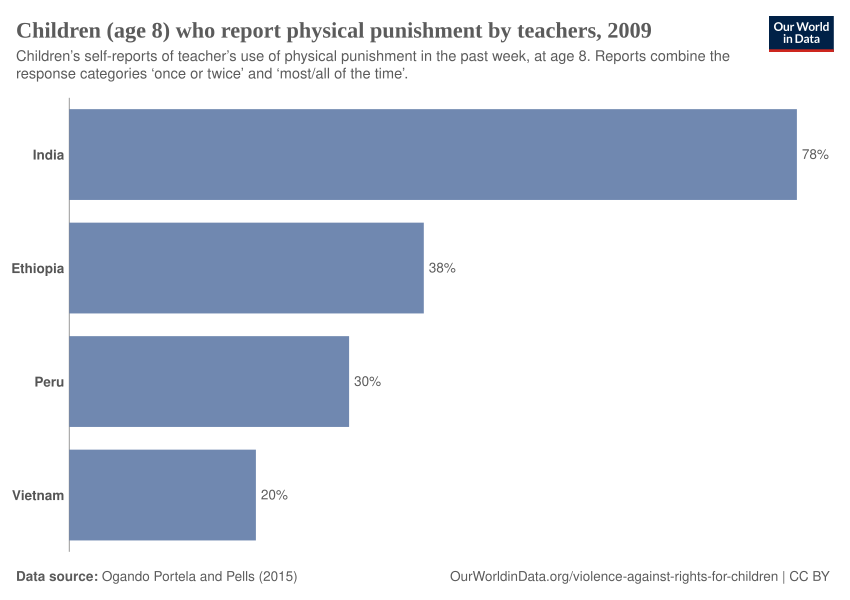 Children (age 8) who report physical punishment by teachers, 2009
Our World
in Data
Children’s self-reports of teacher’s use of physical punishment in the past week, at age 8. Reports combine the
response categories ‘once or twice’ and ‘most/all of the time’.
India
78%
Ethiopia
38%
Peru
30%
Vietnam
20%
Data source: Ogando Portela and Pells (2015)
OurWorldinData.org/violence-against-rights-for-children | CC BY